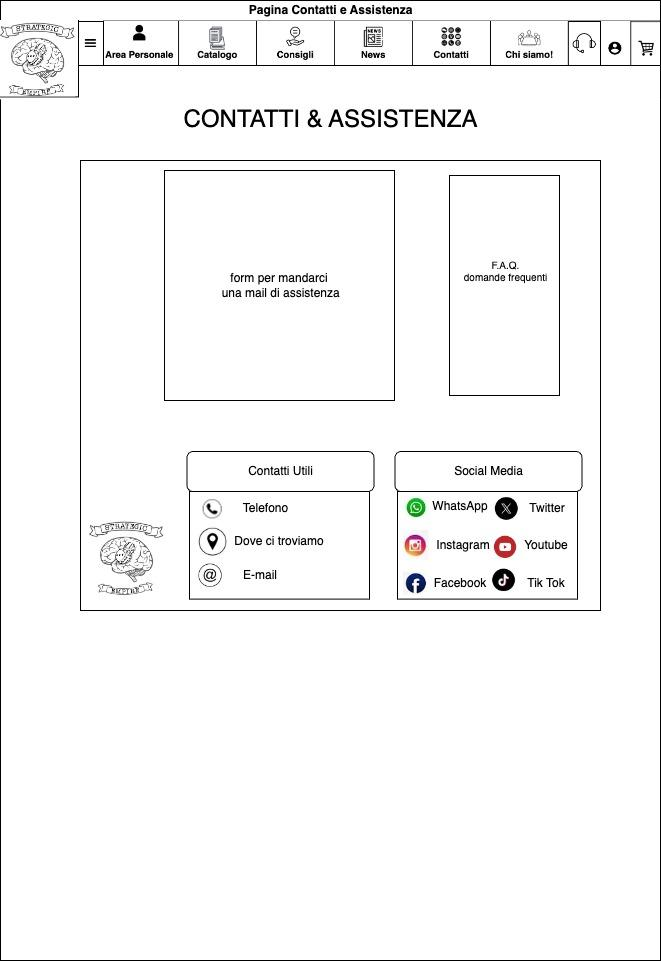 Pagina Contatti e Assistenza
STRATEGIC
EMPIRE
Area Personale
Catalogo
Consigli
NEWS
News
Contatti
Chi siamo!
CONTATTI & ASSISTENZA
form per mandarci
una mail di assistenza
F.A.Q.
domande frequenti
Contatti Utili
Social Media
Telefono
WhatsApp
Twitter
Dove ci troviamo
Instagram
Youtube
@
E-mail
Facebook
Tik Tok
STRATEGIC
EMPIRE